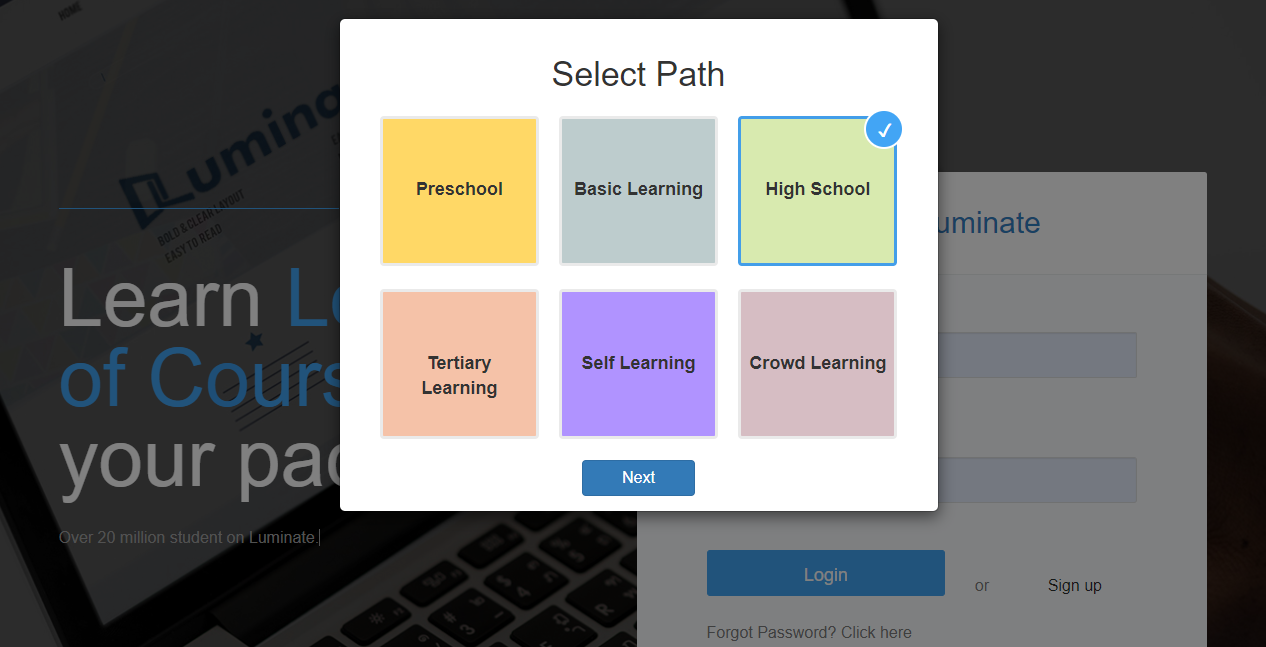 HOME
Lumina
BOLD & CLEAR LAYOUT
EASY TO READ
Learn
of Cours
your pac
Over 20 million student on Luminate.
Select Path
Preschool
Basic Learning
High School
Tertiary
Learning
Self Learning
Crowd Learning
Next
uminate
Login
or
Sign up
Forgot Password? Click here